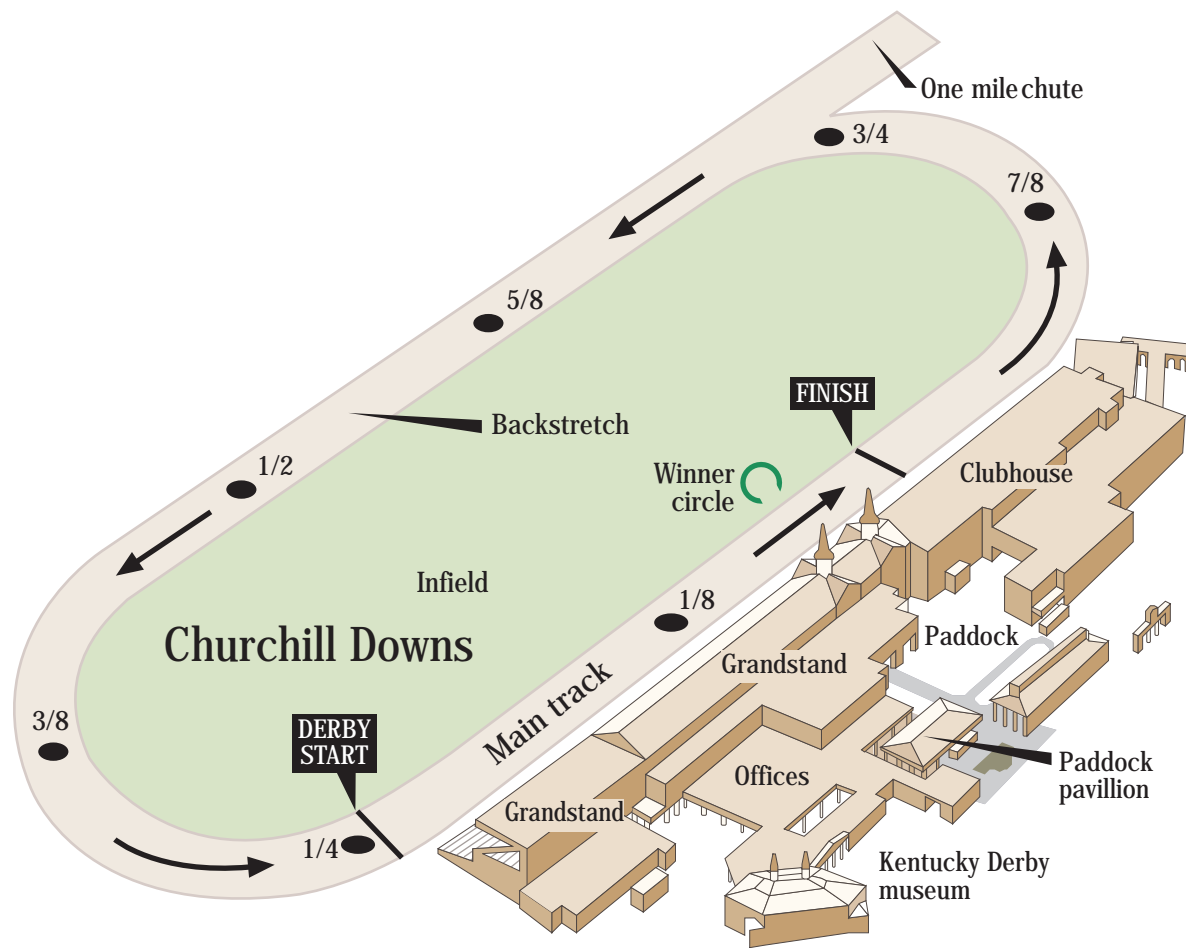 One mile chute
3/4
7/8
5/8
FINISH
Backstretch
1/2
Winner
circle
Clubhouse
Infield
1/8
Churchill Downs
Paddock
Grandstand
Main track
3/8
DERBY
START
Offices
Paddock
pavillion
Grandstand
1/4
Kentucky Derby
museum